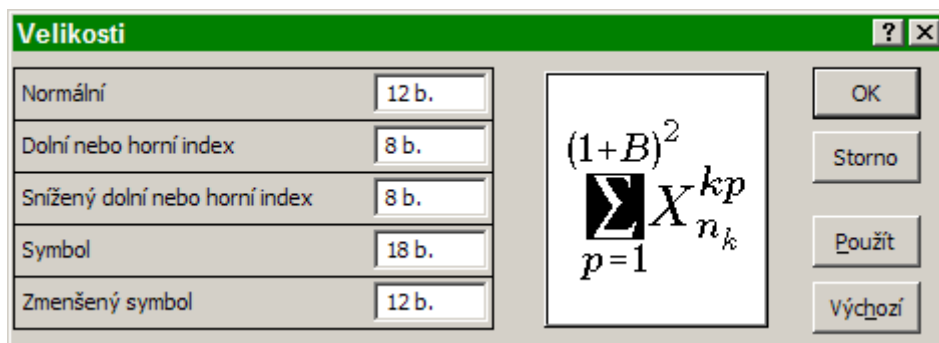 Velikosti
Normální 12 b.
Dolní nebo horní index 8 b.
Snížený dolní nebo horní index 8 b.
Symbol 18 b.
Zmenšený symbol 12 b.
(1+B)²
∑ X kp
n k
p=1
OK
Storno
Použít
Výchozí